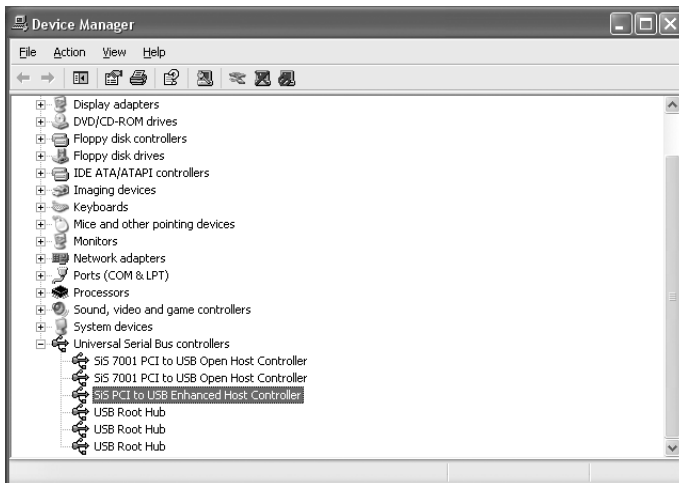 Device Manager
File Action View Help
Display adapters
DVD/CD-ROM drives
Floppy disk controllers
Floppy disk drives
IDE ATA/ATAPI controllers
Imaging devices
Keyboards
Mice and other pointing devices
Monitors
Network adapters
Ports (COM & LPT)
Processors
Sound, video and game controllers
System devices
Universal Serial Bus controllers
SiS 7001 PCI to USB Open Host Controller
SiS 7001 PCI to USB Open Host Controller
SiS PCI to USB Enhanced Host Controller
USB Root Hub
USB Root Hub
USB Root Hub